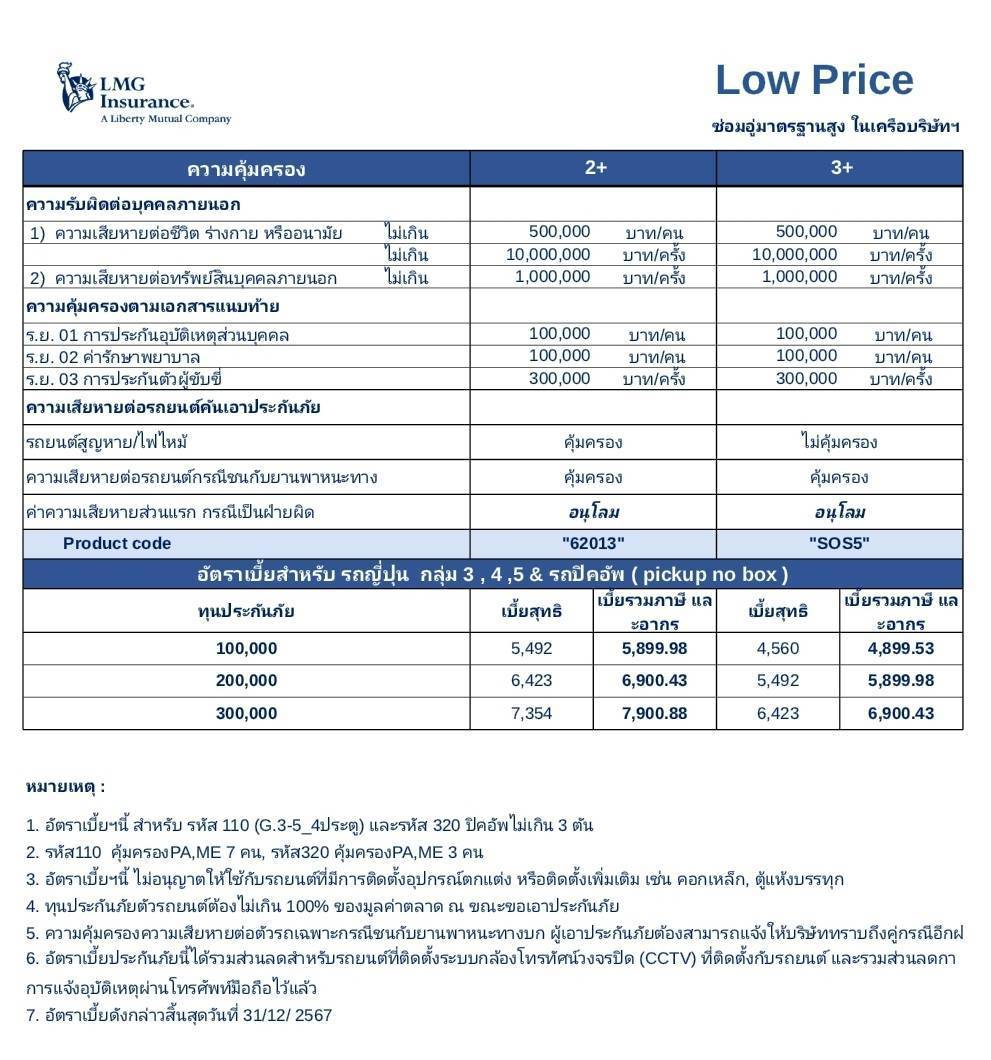 LMG
Insurance.
A Liberty Mutual Company
Low Price
ซ่อมอู่มาตรฐานสูง ในเครือบริษัทฯ
ความคุ้มครอง 2+ 3+
ความรับผิดต่อบุคคลภายนอก
1) ความเสียหายต่อชีวิต ร่างกาย หรืออนามัย ไม่เกิน 500,000 บาท/คน 500,000 บาท/คน
ไม่เกิน 10,000,000 บาท/ครั้ง 10,000,000 บาท/ครั้ง
2) ความเสียหายต่อทรัพย์สินบุคคลภายนอก ไม่เกิน 1,000,000 บาท/ครั้ง 1,000,000 บาท/ครั้ง
ความคุ้มครองตามเอกสารแนบท้าย
ร.ย. 01 การประกันอุบัติเหตุส่วนบุคคล 100,000 บาท/คน 100,000 บาท/คน
ร.ย. 02 ค่ารักษาพยาบาล 100,000 บาท/คน 100,000 บาท/คน
ร.ย. 03 การประกันตัวผู้ขับขี่ 300,000 บาท/ครั้ง 300,000 บาท/ครั้ง
ความเสียหายต่อรถยนต์คันเอาประกันภัย
รถยนต์สูญหาย/ไฟไหม้ คุ้มครอง ไม่คุ้มครอง
ความเสียหายต่อรถยนต์กรณีชนกับยานพาหนะทาง คุ้มครอง คุ้มครอง
ค่าความเสียหายส่วนแรก กรณีเป็นฝ่ายผิด อนุโลม อนุโลม
Product code "62013" "SOS5"
อัตราเบี้ยสำหรับ รถญี่ปุ่น กลุ่ม 3 , 4 ,5 & รถปิคอัพ ( pickup no box )
ทุนประกันภัย เบี้ยสุทธิ เบี้ยรวมภาษี แล เบี้ยสุทธิ เบี้ยรวมภาษี แล
ะอากร ะอากร
100,000 5,492 5,899.98 4,560 4,899.53
200,000 6,423 6,900.43 5,492 5,899.98
300,000 7,354 7,900.88 6,423 6,900.43
หมายเหตุ :
1. อัตราเบี้ยฯนี้ สำหรับ รหัส 110 (G.3-5_4ประตู) และรหัส 320 ปิคอัพไม่เกิน 3 ตัน
2. รหัส110 คุ้มครองPA,ME 7 คน, รหัส320 คุ้มครองPA,ME 3 คน
3. อัตราเบี้ยฯนี้ ไม่อนุญาตให้ใช้กับรถยนต์ที่มีการติดตั้งอุปกรณ์ตกแต่ง หรือติดตั้งเพิ่มเติม เช่น คอกเหล็ก, ตู้แห้งบรรทุก
4. ทุนประกันภัยตัวรถยนต์ต้องไม่เกิน 100% ของมูลค่าตลาด ณ ขณะขอเอาประกันภัย
5. ความคุ้มครองความเสียหายต่อตัวรถเฉพาะกรณีชนกับยานพาหนะทางบก ผู้เอาประกันภัยต้องสามารถแจ้งให้บริษัททราบถึงคู่กรณีอีกฝ
6. อัตราเบี้ยประกันภัยนี้ได้รวมส่วนลดสำหรับรถยนต์ที่ติดตั้งระบบกล้องโทรทัศน์วงจรปิด (CCTV) ที่ติดตั้งกับรถยนต์ และรวมส่วนลดกา
การแจ้งอุบัติเหตุผ่านโทรศัพท์มือถือไว้แล้ว
7. อัตราเบี้ยดังกล่าวสิ้นสุดวันที่ 31/12/ 2567